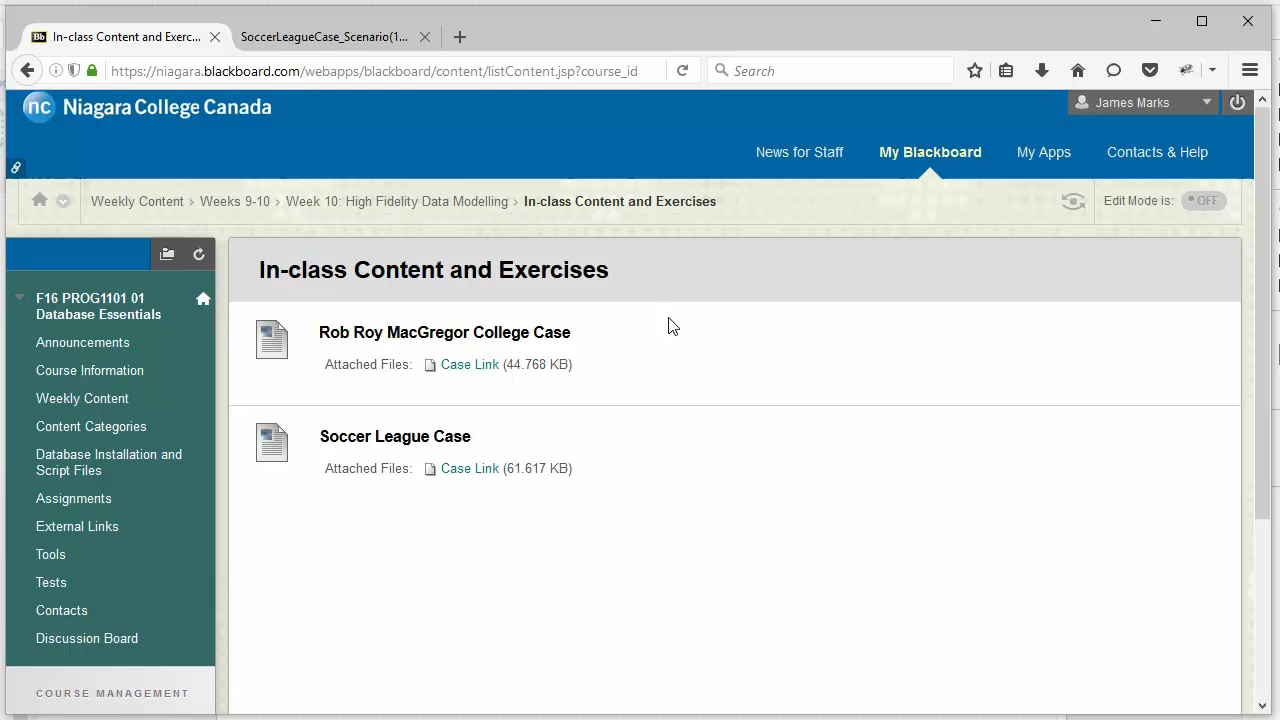 Bb In-class Content and Exerc...
SoccerLeagueCase_Scenario(1...
https://niagara.blackboard.com/webapps/blackboard/content/listContent.jsp?course_id
Search
nc Niagara College Canada
James Marks
News for Staff
My Blackboard
My Apps
Contacts & Help
Weekly Content > Weeks 9-10 > Week 10: High Fidelity Data Modelling > In-class Content and Exercises
Edit Mode is: OFF
F16 PROG1101 01
Database Essentials
Announcements
Course Information
Weekly Content
Content Categories
Database Installation and
Script Files
Assignments
External Links
Tools
Tests
Contacts
Discussion Board
COURSE MANAGEMENT
In-class Content and Exercises
Rob Roy MacGregor College Case
Attached Files: Case Link (44.768 KB)
Soccer League Case
Attached Files: Case Link (61.617 KB)